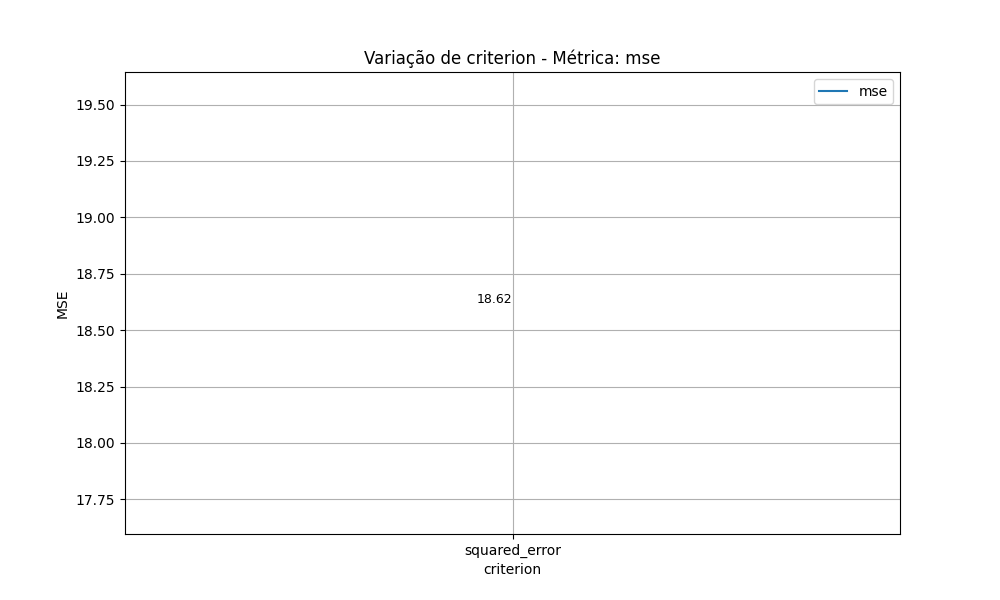 Variação de criterion - Métrica: mse
mse
19.50
19.25
19.00
18.75
18.62
18.50
18.25
18.00
17.75
MSE
squared_error
criterion